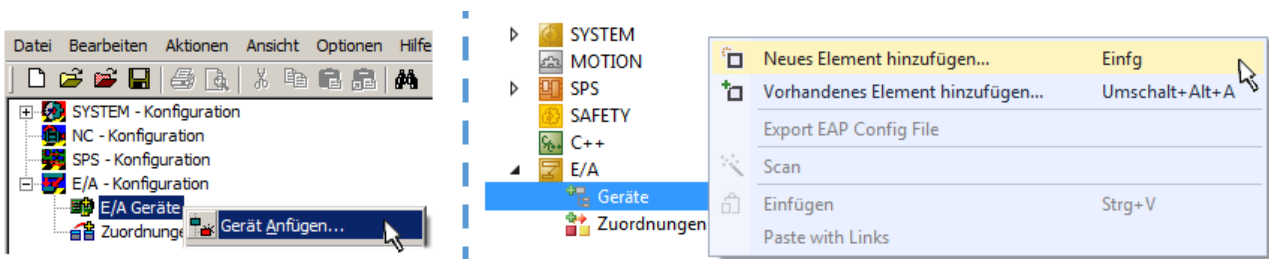 Datei Bearbeiten Aktionen Ansicht Optionen Hilfe
SYSTEM - Konfiguration
NC - Konfiguration
SPS - Konfiguration
E/A - Konfiguration
E/A Geräte
Gerät Anfügen...
Zuordnunge
SYSTEM
MOTION
SPS
SAFETY
C++
E/A
Geräte
Zuordnungen
Neues Element hinzufügen... Einfg
Vorhandenes Element hinzufügen... Umschalt+Alt+A
Export EAP Config File
Scan
Einfügen Strg+V
Paste with Links